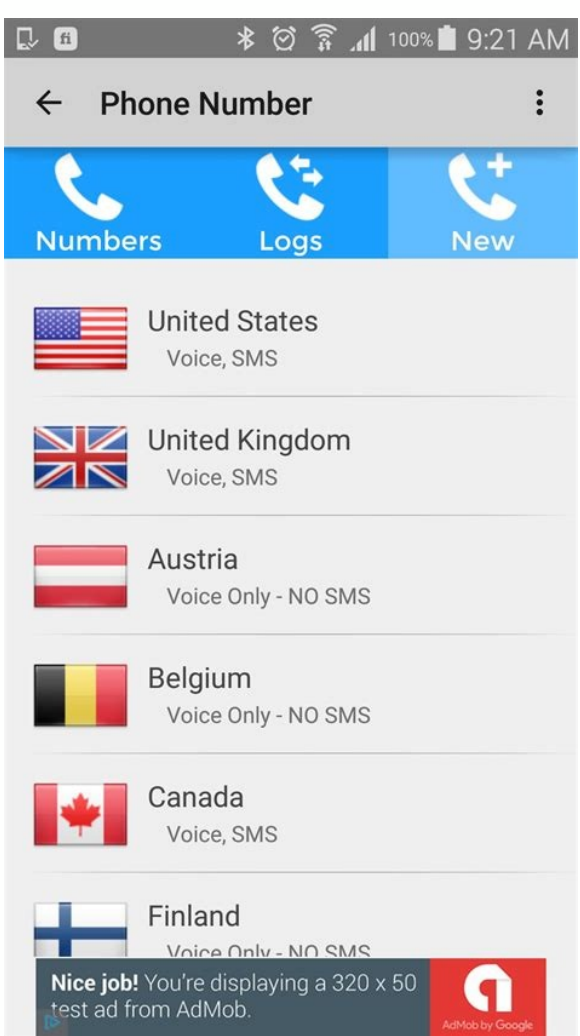 fi
100% 9:21 AM
Phone Number
Numbers Logs New
United States
Voice, SMS
United Kingdom
Voice, SMS
Austria
Voice Only - NO SMS
Belgium
Voice Only - NO SMS
Canada
Voice, SMS
Finland
Voice Only - NO SMS
Nice job! You're displaying a 320 x 50
test ad from AdMob.
AdMob by Google